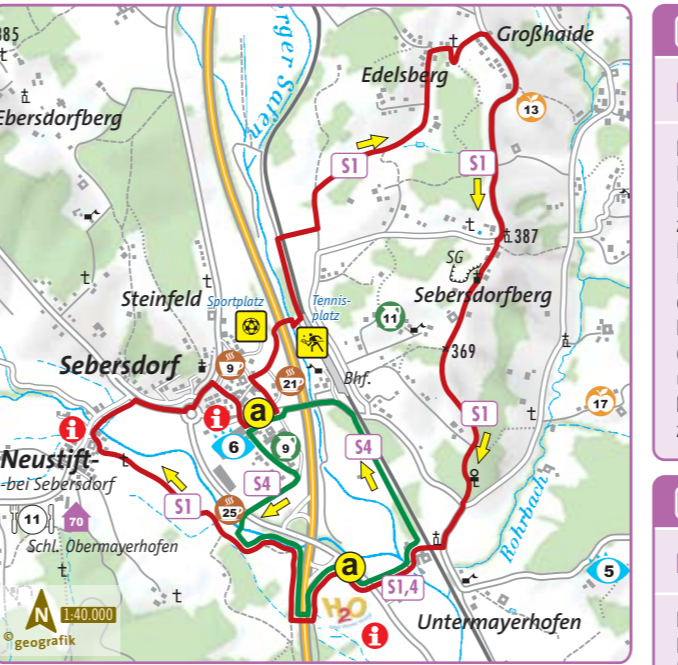 385
Großhaide
Edelsberg
13
rger Safen
Ebersdorfberg
S1
S1
387
SG
Steinfeld
Sportplatz
Tennis-
platz
11
Sebersdorfberg
369
Sebersdorf
9
21
Bhf.
17
a
6
9
S1
S4
Neustift-
bei Sebersdorf
S4
S1
11
70
25
Schl. Obermayerhofen
Rohrbach
a
5
S1,4
H2O
Untermayerhofen
N
1:40.000
© geografik